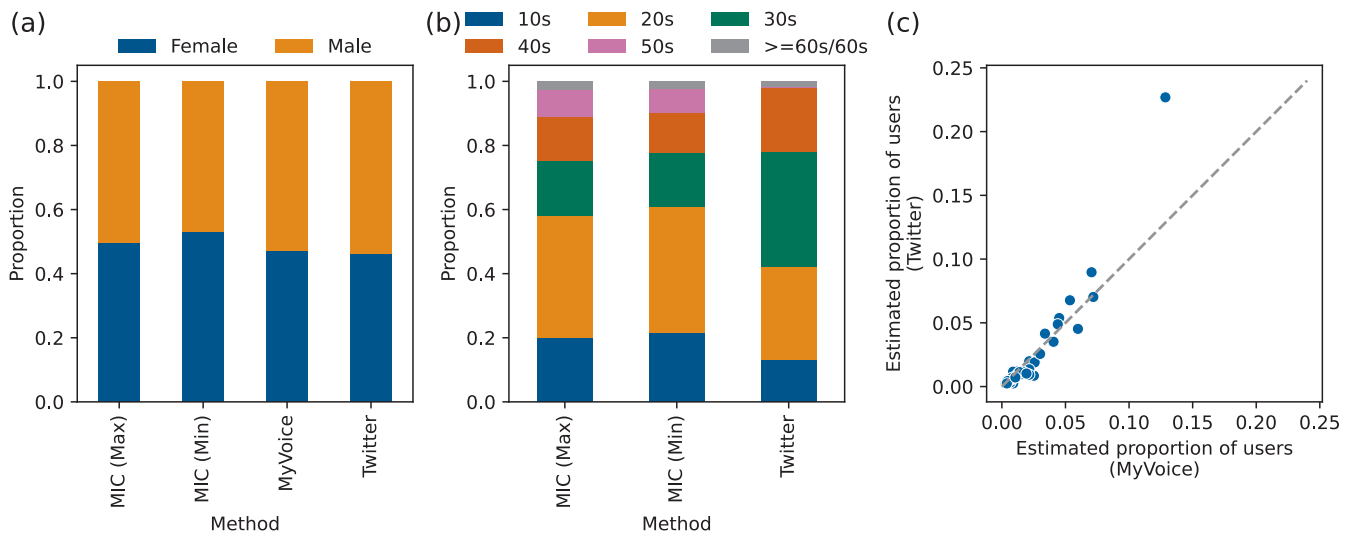 (a)
Female Male
Proportion
1.0
0.8
0.6
0.4
0.2
0.0
MIC (Max)
MIC (Min)
MyVoice
Twitter
Method
(b)
10s 20s 30s
40s 50s >=60s/60s
Proportion
1.0
0.8
0.6
0.4
0.2
0.0
MIC (Max)
MIC (Min)
Twitter
Method
(c)
Estimated proportion of users
(Twitter)
0.25
0.20
0.15
0.10
0.05
0.00
0.00 0.05 0.10 0.15 0.20 0.25
Estimated proportion of users
(MyVoice)